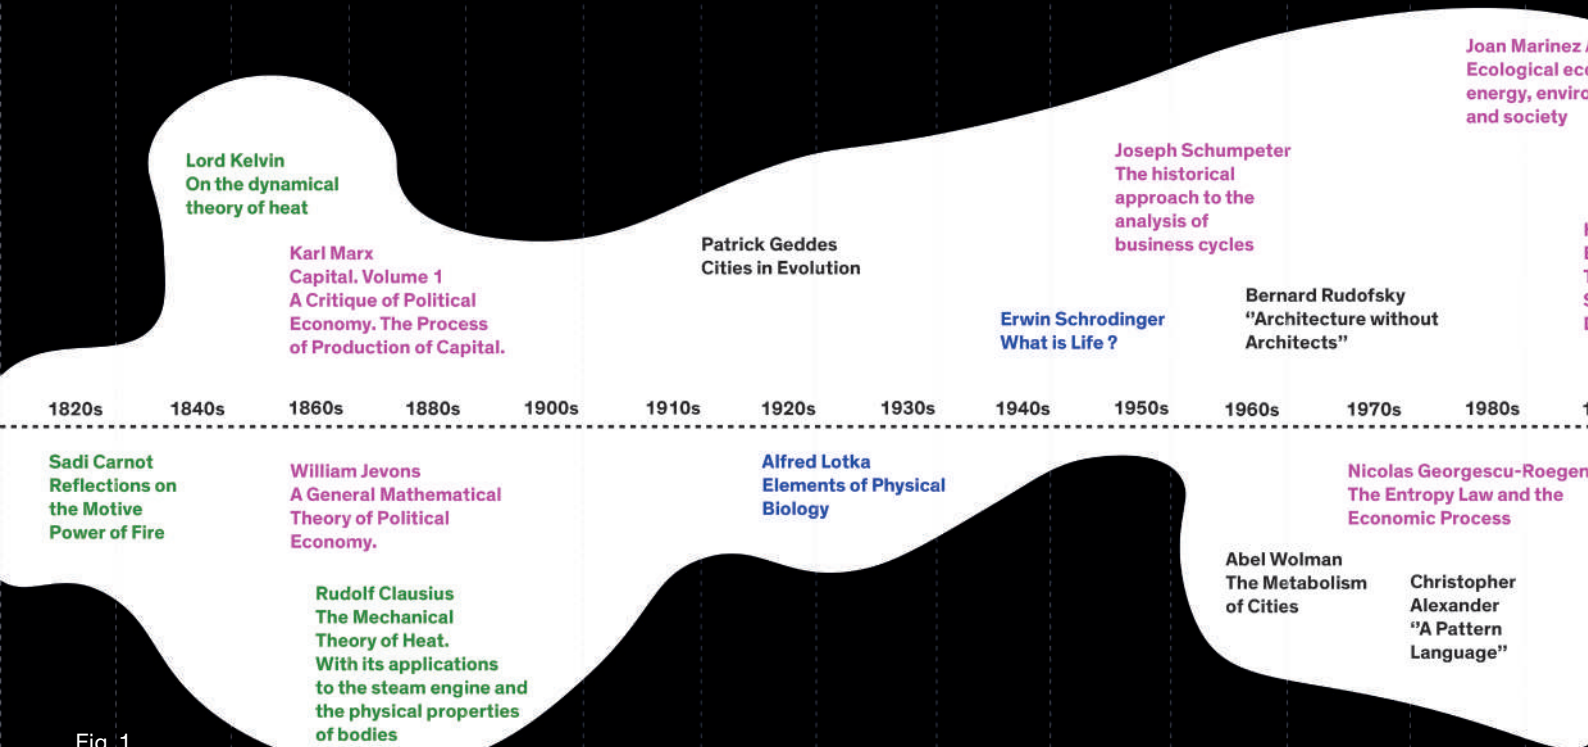 Joan Marinez
Ecological
energy,
and society
Lord Kelvin
On the dynamical
theory of heat
Joseph Schumpeter
The historical
approach to the
analysis of
business cycles
Karl Marx
Capital. Volume 1
A Critique of Political
Economy. The Process
of Production of Capital.
Patrick Geddes
Cities in Evolution
Erwin Schrodinger
What is Life ?
Bernard Rudofsky
‘’Architecture without
Architects’’
1820s 1840s 1860s 1880s 1900s 1910s 1920s 1930s 1940s 1950s 1960s 1970s 1980s
Sadi Carnot
Reflections on
the Motive
Power of Fire
William Jevons
A General Mathematical
Theory of Political
Economy.
Alfred Lotka
Elements of Physical
Biology
Nicolas Georgescu-Roegen
The Entropy Law and the
Economic Process
Rudolf Clausius
The Mechanical
Theory of Heat.
With its applications
to the steam engine and
the physical properties
of bodies
Abel Wolman
The Metabolism
of Cities
Christopher
Alexander
‘’A Pattern
Language’’
Fig. 1